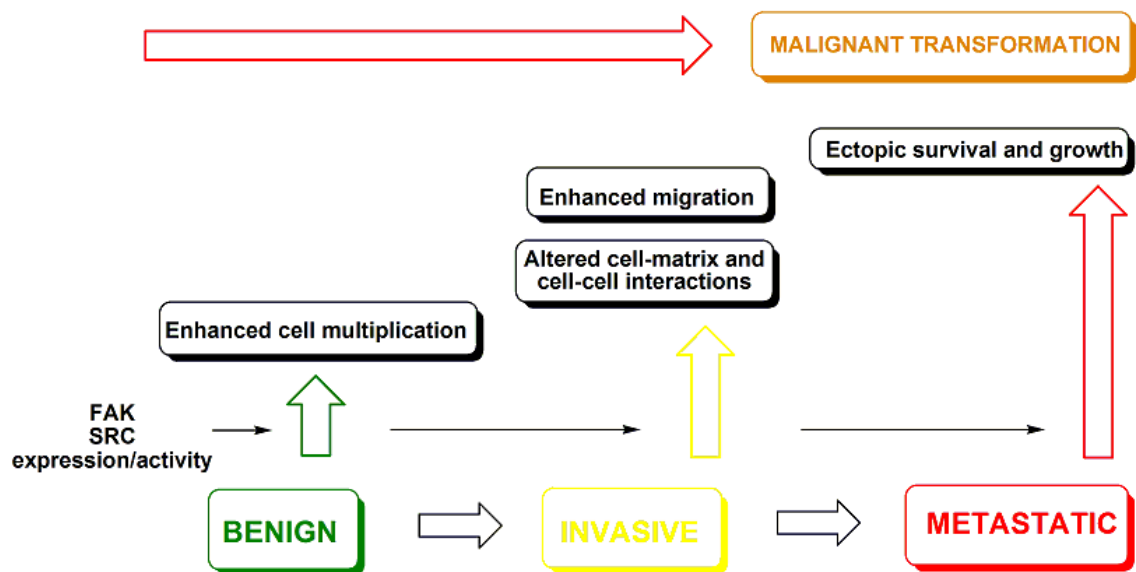 MALIGNANT TRANSFORMATION
Ectopic survival and growth
Enhanced migration
Altered cell-matrix and
cell-cell interactions
Enhanced cell multiplication
FAK
SRC
expression/activity
BENIGN
INVASIVE
METASTATIC